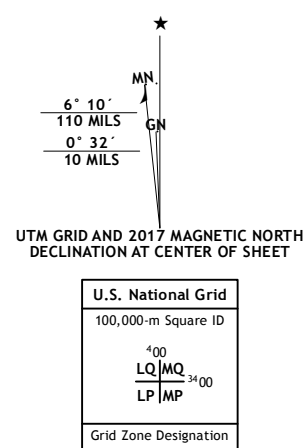 ★
MN
6° 10´
110 MILS
GN
0° 32´
10 MILS
UTM GRID AND 2017 MAGNETIC NORTH
DECLINATION AT CENTER OF SHEET
U.S. National Grid
100,000-m Square ID
⁴00
LQ MQ
³⁴00
LP MP
Grid Zone Designation